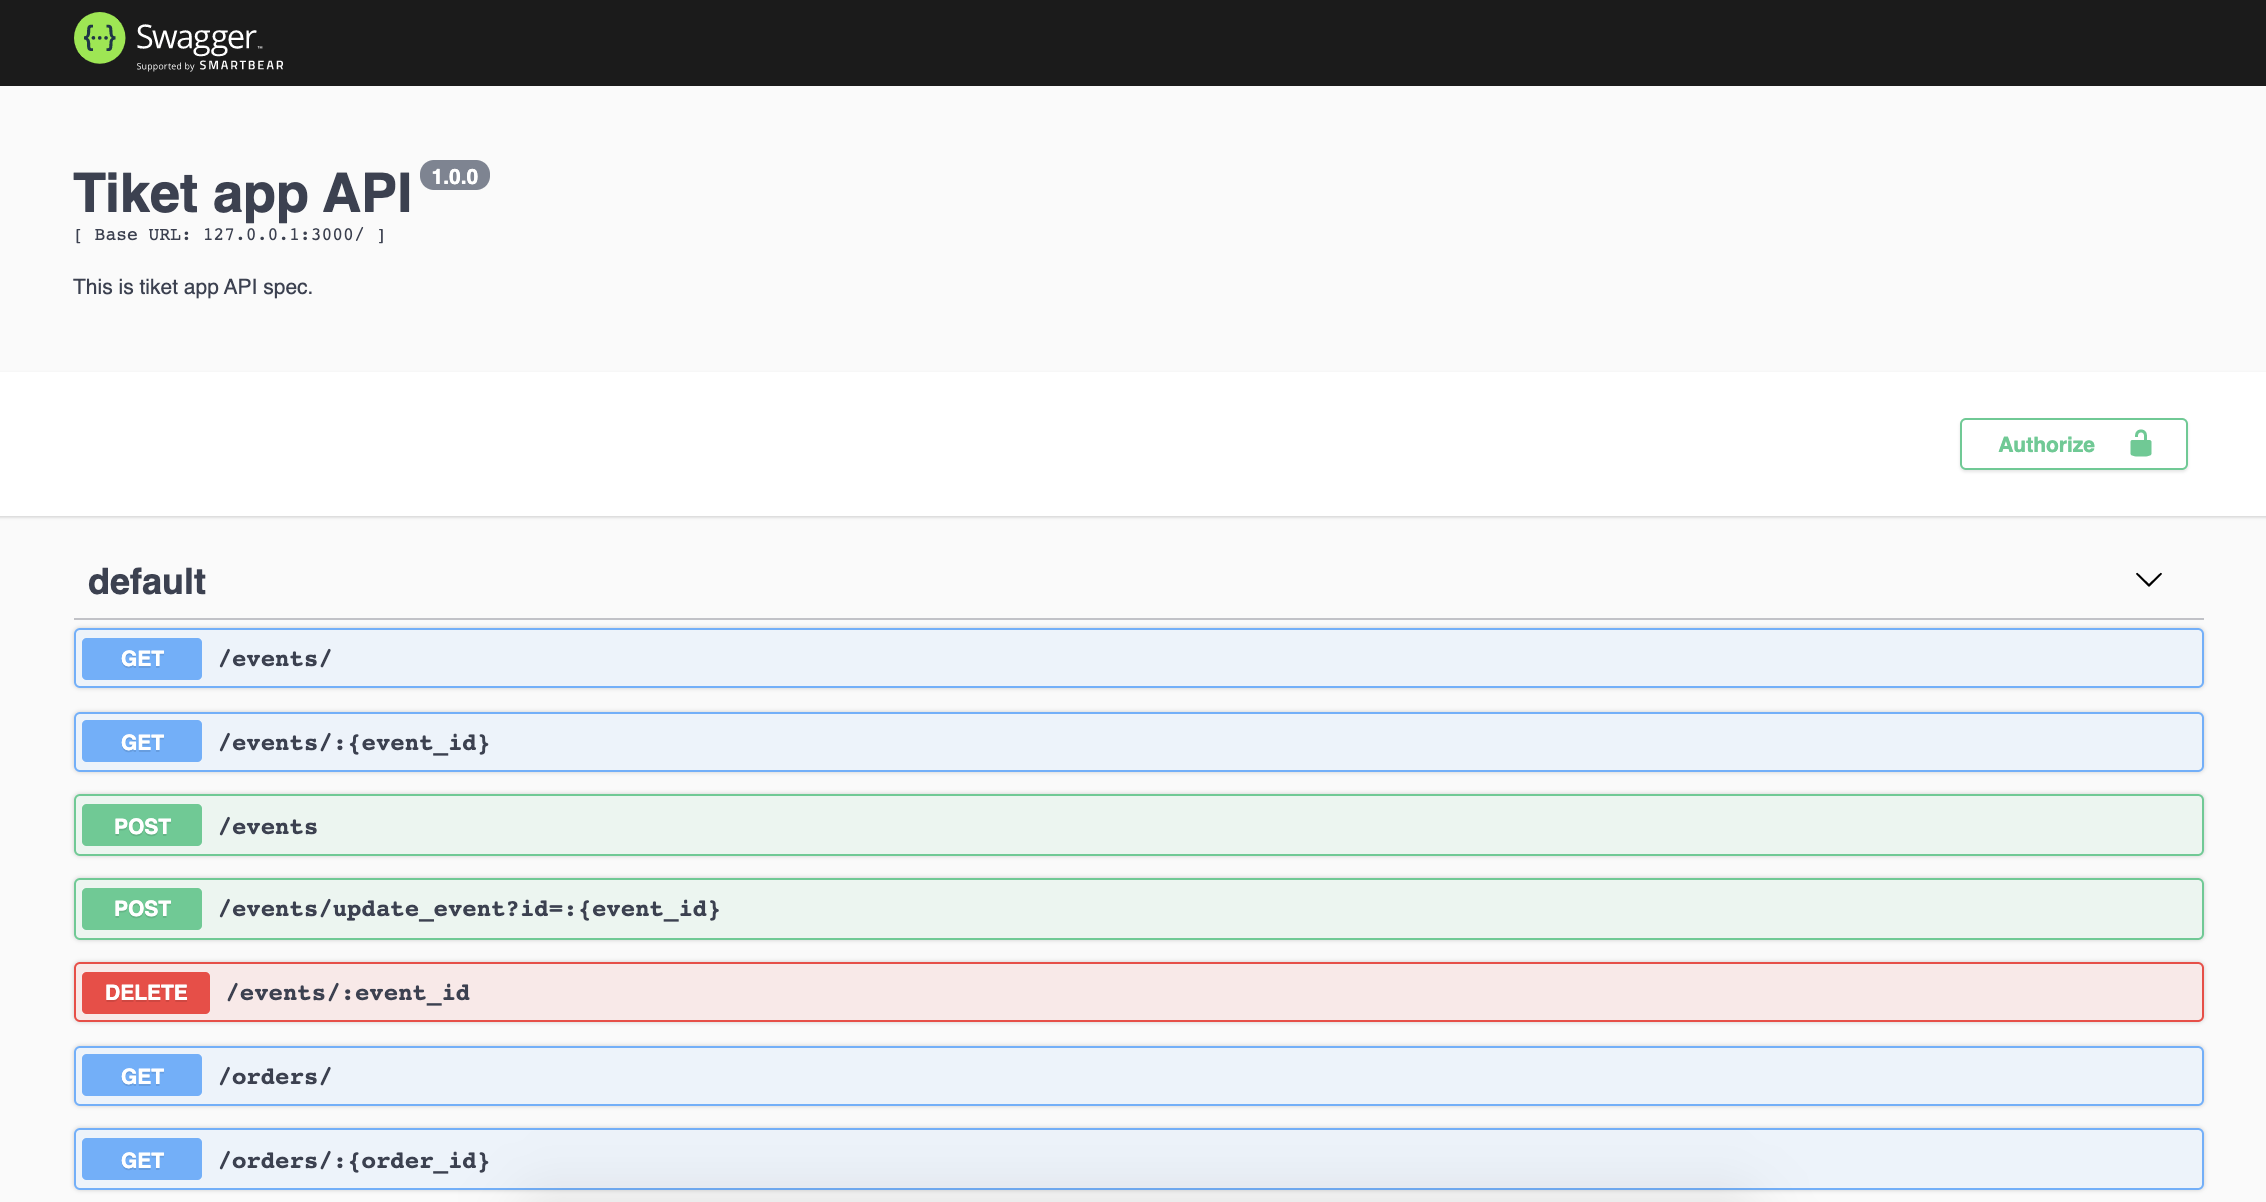 Swagger™
Supported by SMARTBEAR
Tiket app API 1.0.0
[ Base URL: 127.0.0.1:3000/ ]
This is tiket app API spec.
Authorize
default
GET /events/
GET /events/:{event_id}
POST /events
POST /events/update_event?id=:{event_id}
DELETE /events/:event_id
GET /orders/
GET /orders/:{order_id}